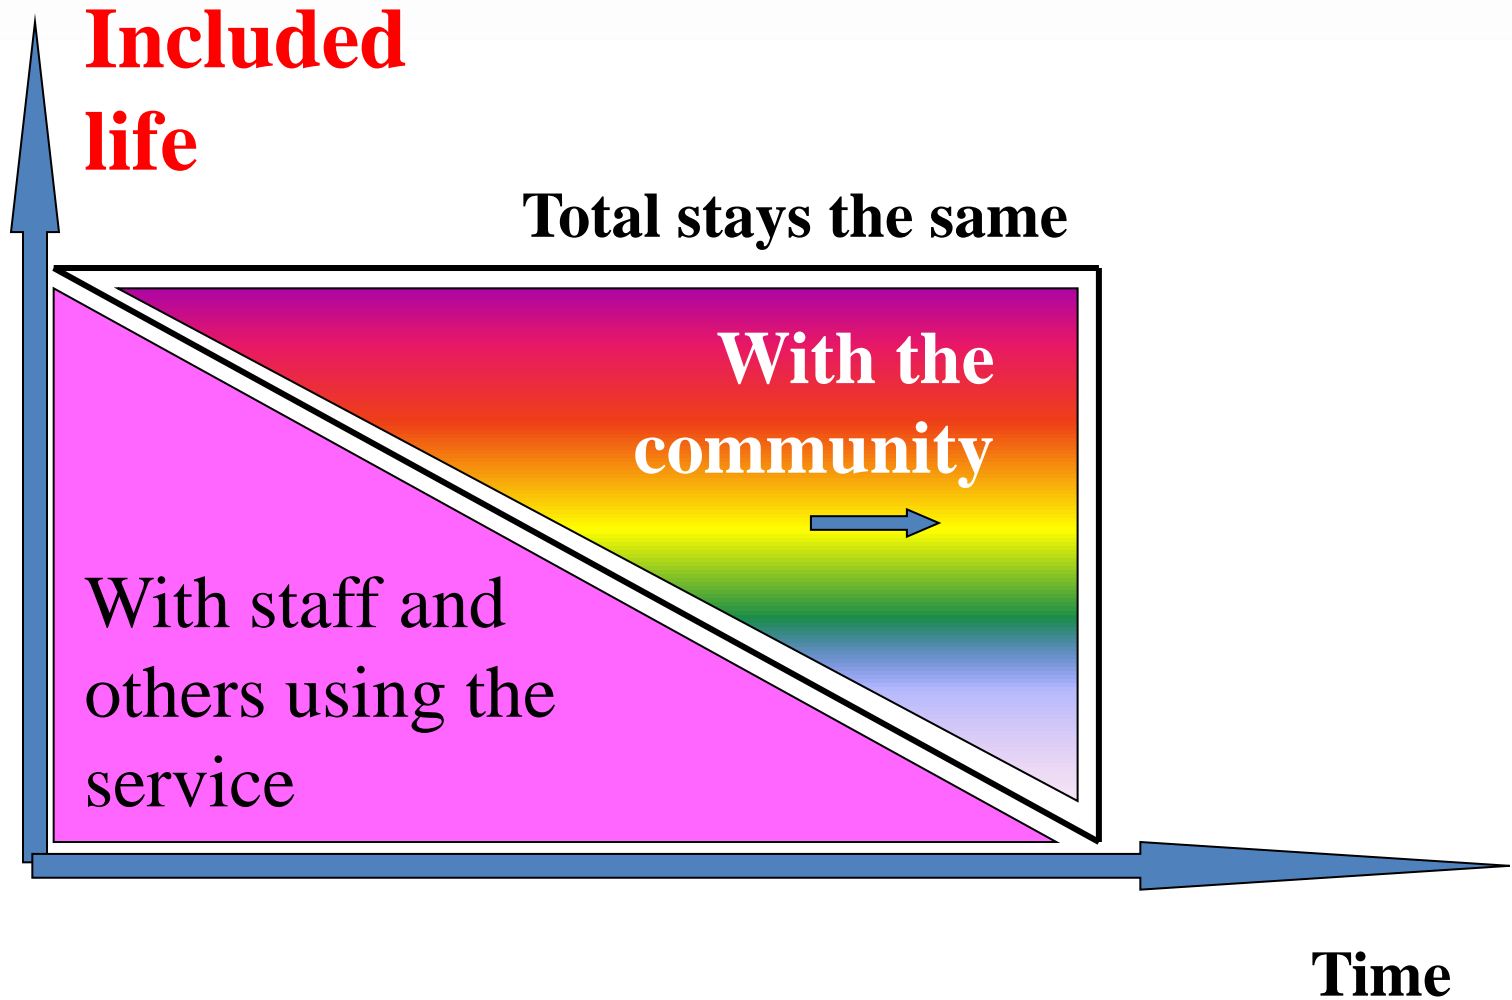 Included
life
Total stays the same
With the
community
With staff and
others using the
service
Time